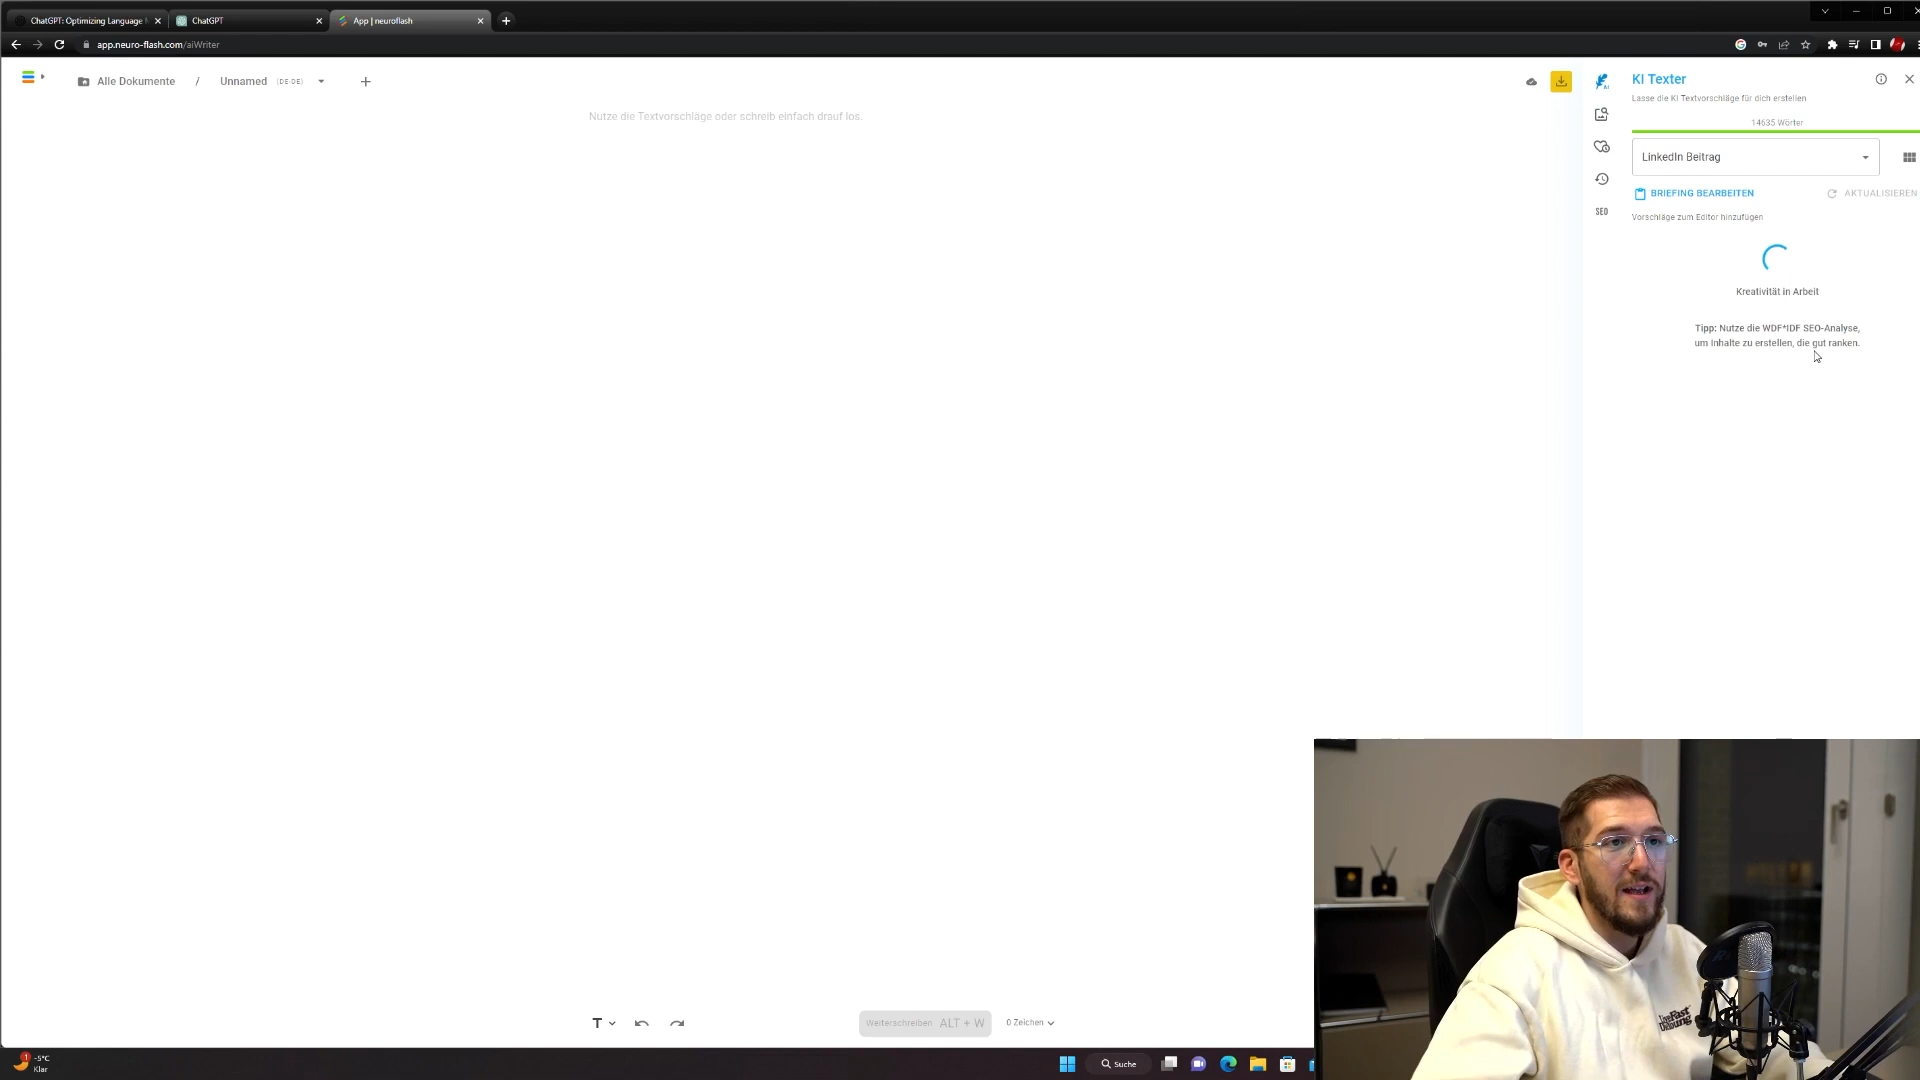 ChatGPT: Optimizing Language
ChatGPT
App | neuroflash
app.neuro-flash.com/aiWriter
Alle Dokumente / Unnamed (DE-DE)
Nutze die Textvorschläge oder schreib einfach drauf los.
KI Texter
Lasse die KI Textvorschläge für dich erstellen
14635 Wörter
LinkedIn Beitrag
BRIEFING BEARBEITEN
AKTUALISIEREN
Vorschläge zum Editor hinzufügen
SEO
Kreativität in Arbeit
Tipp: Nutze die WDF*IDF SEO-Analyse,
um Inhalte zu erstellen, die gut ranken.
Weiterschreiben ALT + W
0 Zeichen
1
-5°C
Klar
Suche